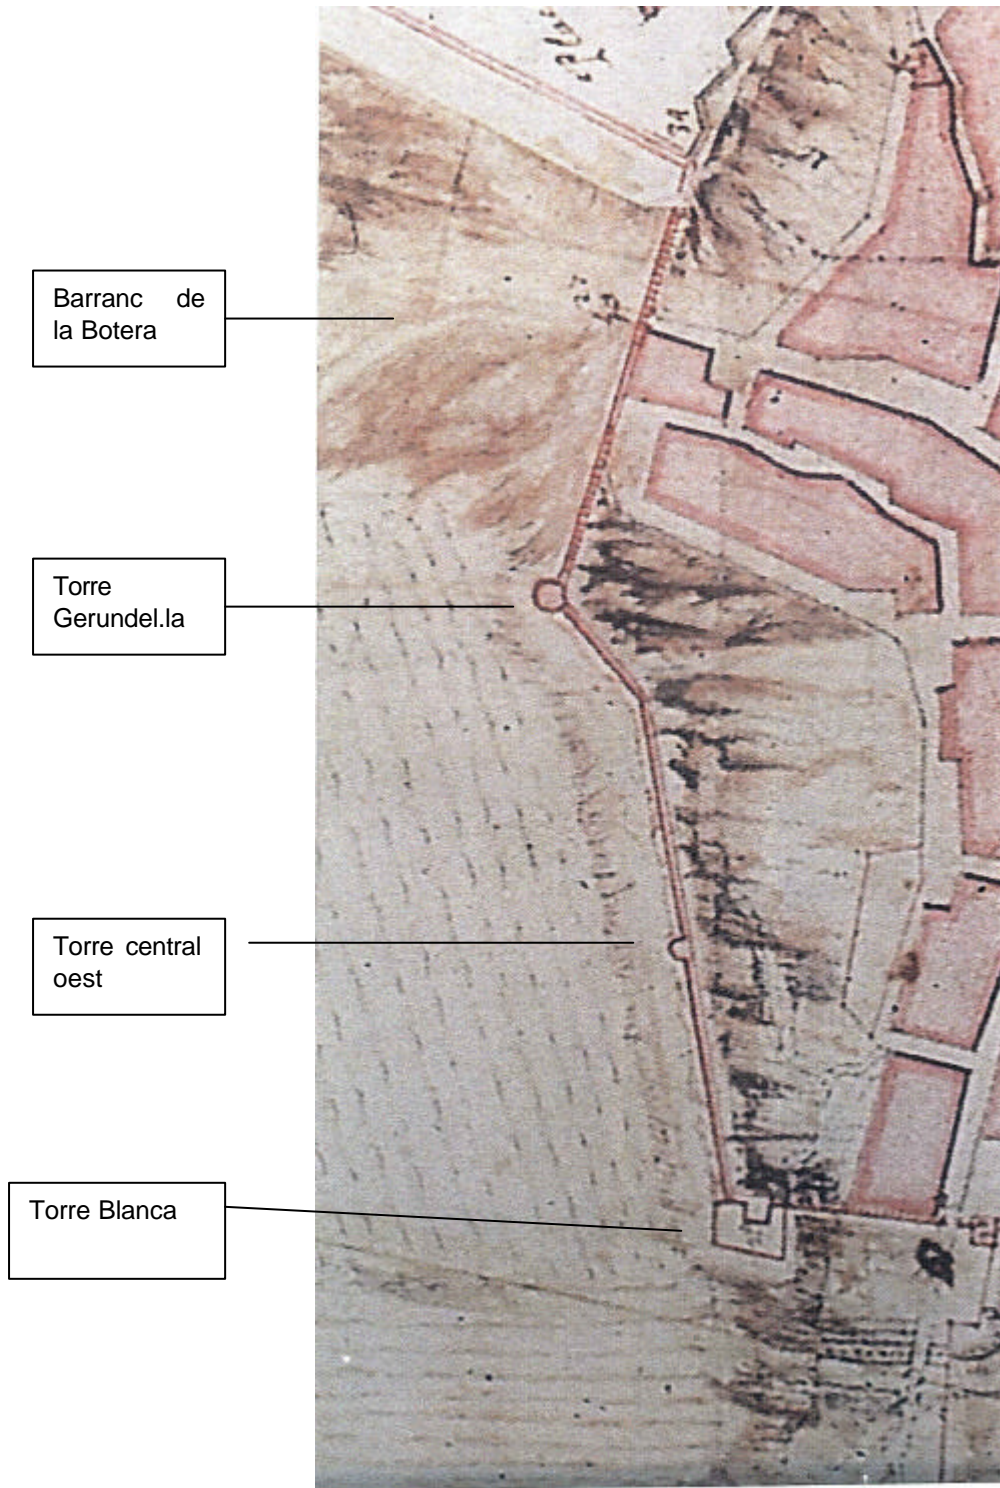 Barranc de
la Botera
Torre
Gerundel.la
Torre central
oest
Torre Blanca